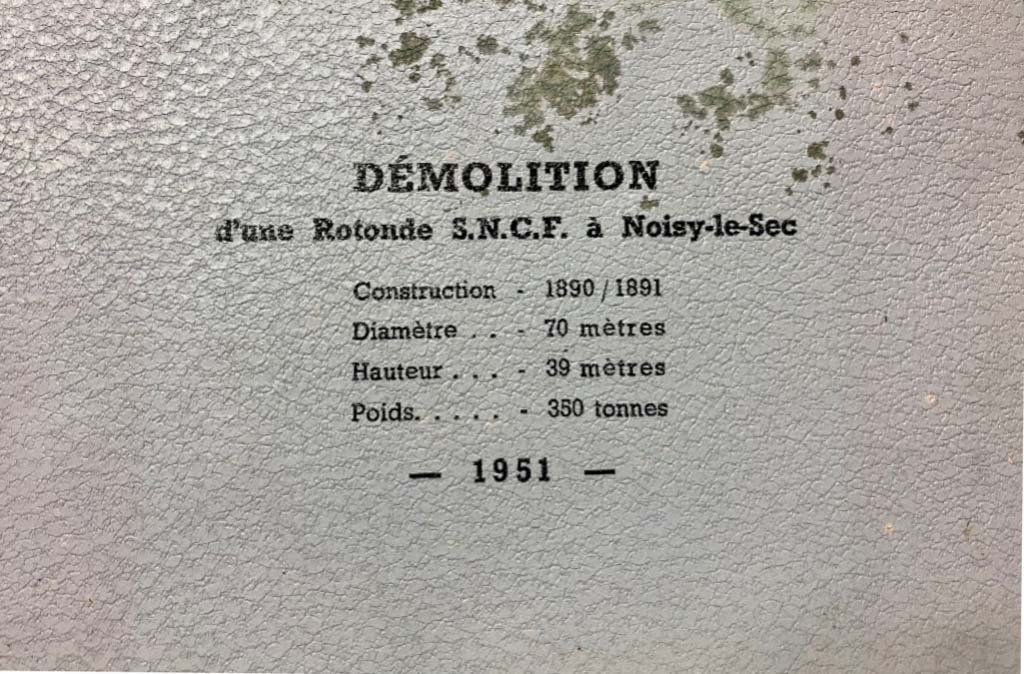 DÉMOLITION
d'une Rotonde S.N.C.F. à Noisy-le-Sec
Construction - 1890/1891
Diamètre . . - 70 mètres
Hauteur . . . - 39 mètres
Poids. . . . . - 350 tonnes
— 1951 —